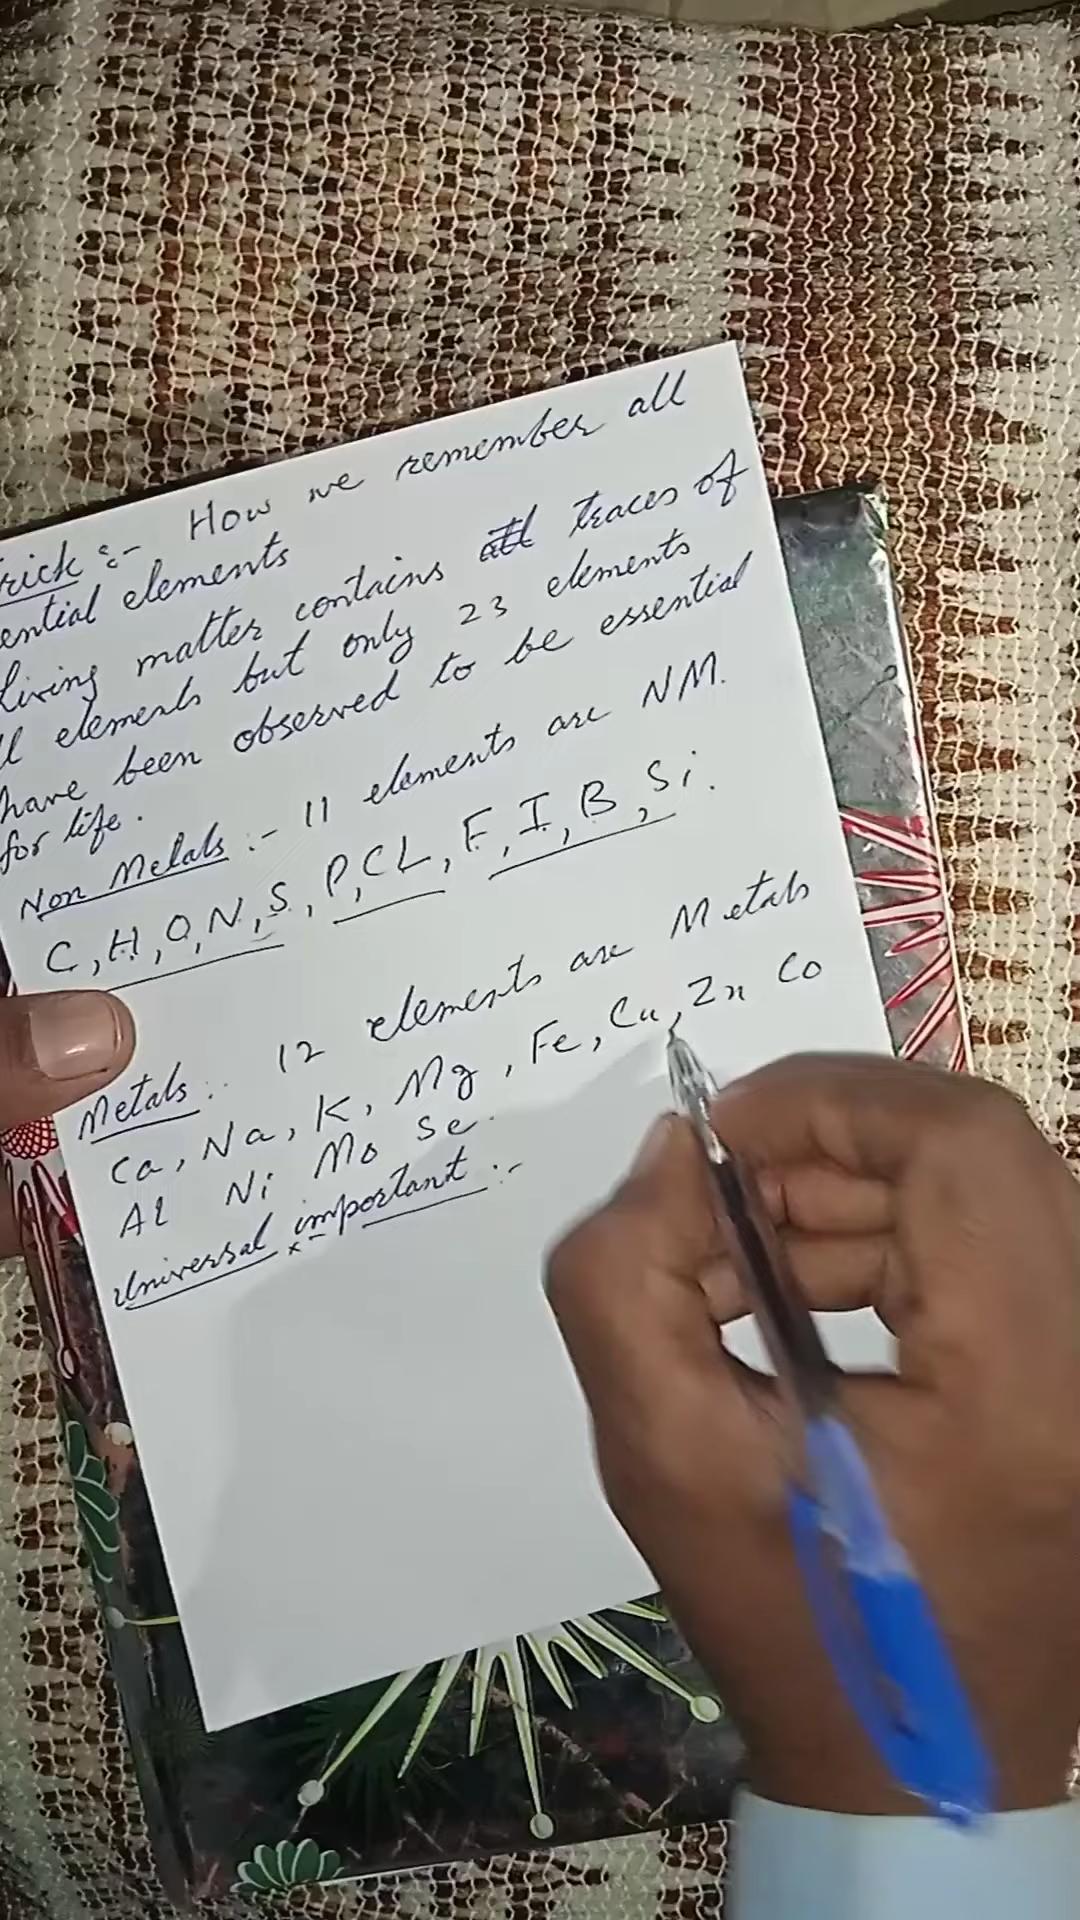 rick :- How we remember all
ential elements
Living matter contains traces of
ll elements but only 23 elements
have been observed to be essential
for life.
Non Metals :- 11 elements are NM.
C, H, O, N, S, P, CL, F, I, B, Si.
Metals :. 12 elements are Metals
Ca, Na, K, Mg, Fe, Cu, Zn Co
Al Ni Mo Se.
Universal important :-